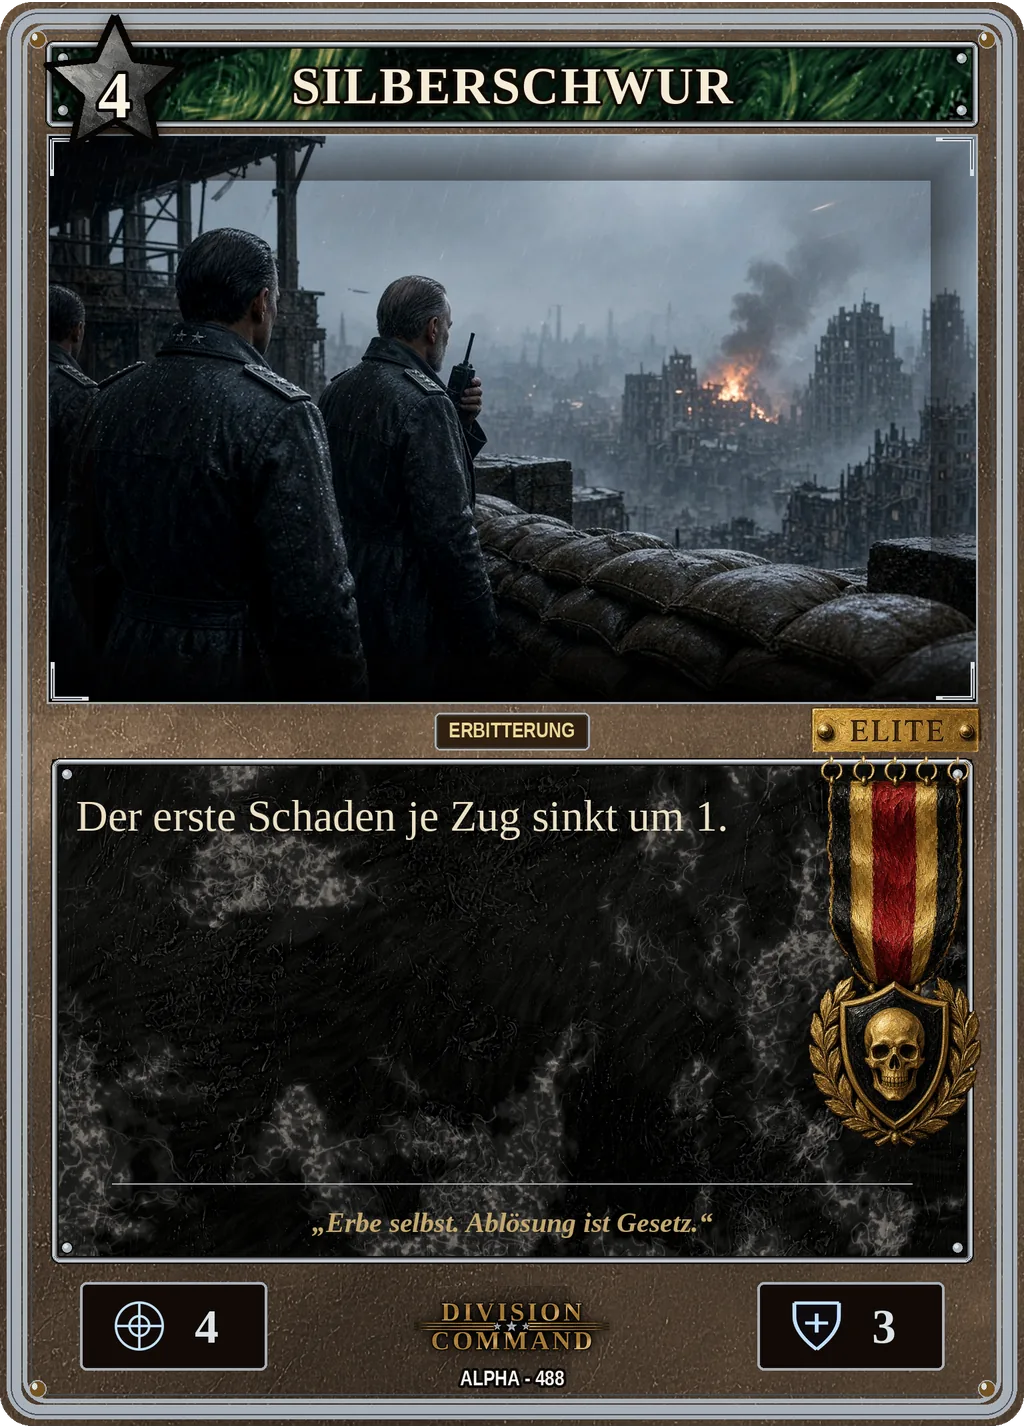 4
SILBERSCHWUR
ERBITTERUNG
ELITE
Der erste Schaden je Zug sinkt um 1.
„Erbe selbst. Ablösung ist Gesetz.“
4
DIVISION
COMMAND
3
ALPHA - 488